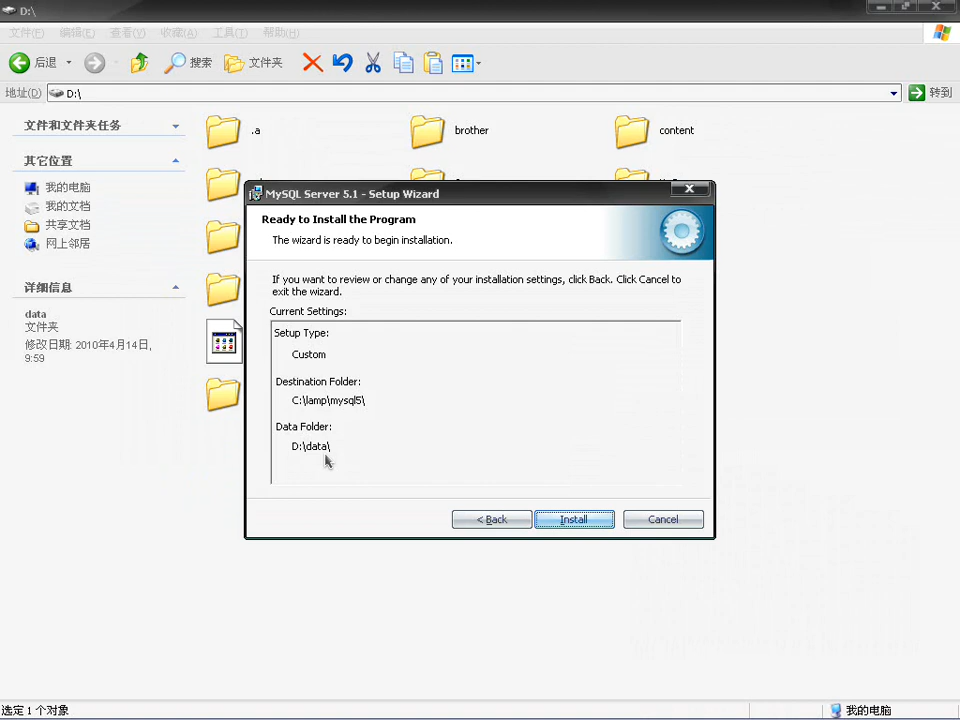 D:\
文件(F) 编辑(E) 查看(V) 收藏(A) 工具(T) 帮助(H)
后退 搜索 文件夹
地址(D) D:\ 转到
文件和文件夹任务
其它位置
我的电脑
我的文档
共享文档
网上邻居
详细信息
data
文件夹
修改日期: 2010年4月14日,
9:59
.a brother content
MySQL Server 5.1 - Setup Wizard
Ready to Install the Program
The wizard is ready to begin installation.
If you want to review or change any of your installation settings, click Back. Click Cancel to
exit the wizard.
Current Settings:
Setup Type:
Custom
Destination Folder:
C:\lamp\mysql5\
Data Folder:
D:\data\
< Back Install Cancel
选定 1 个对象 我的电脑